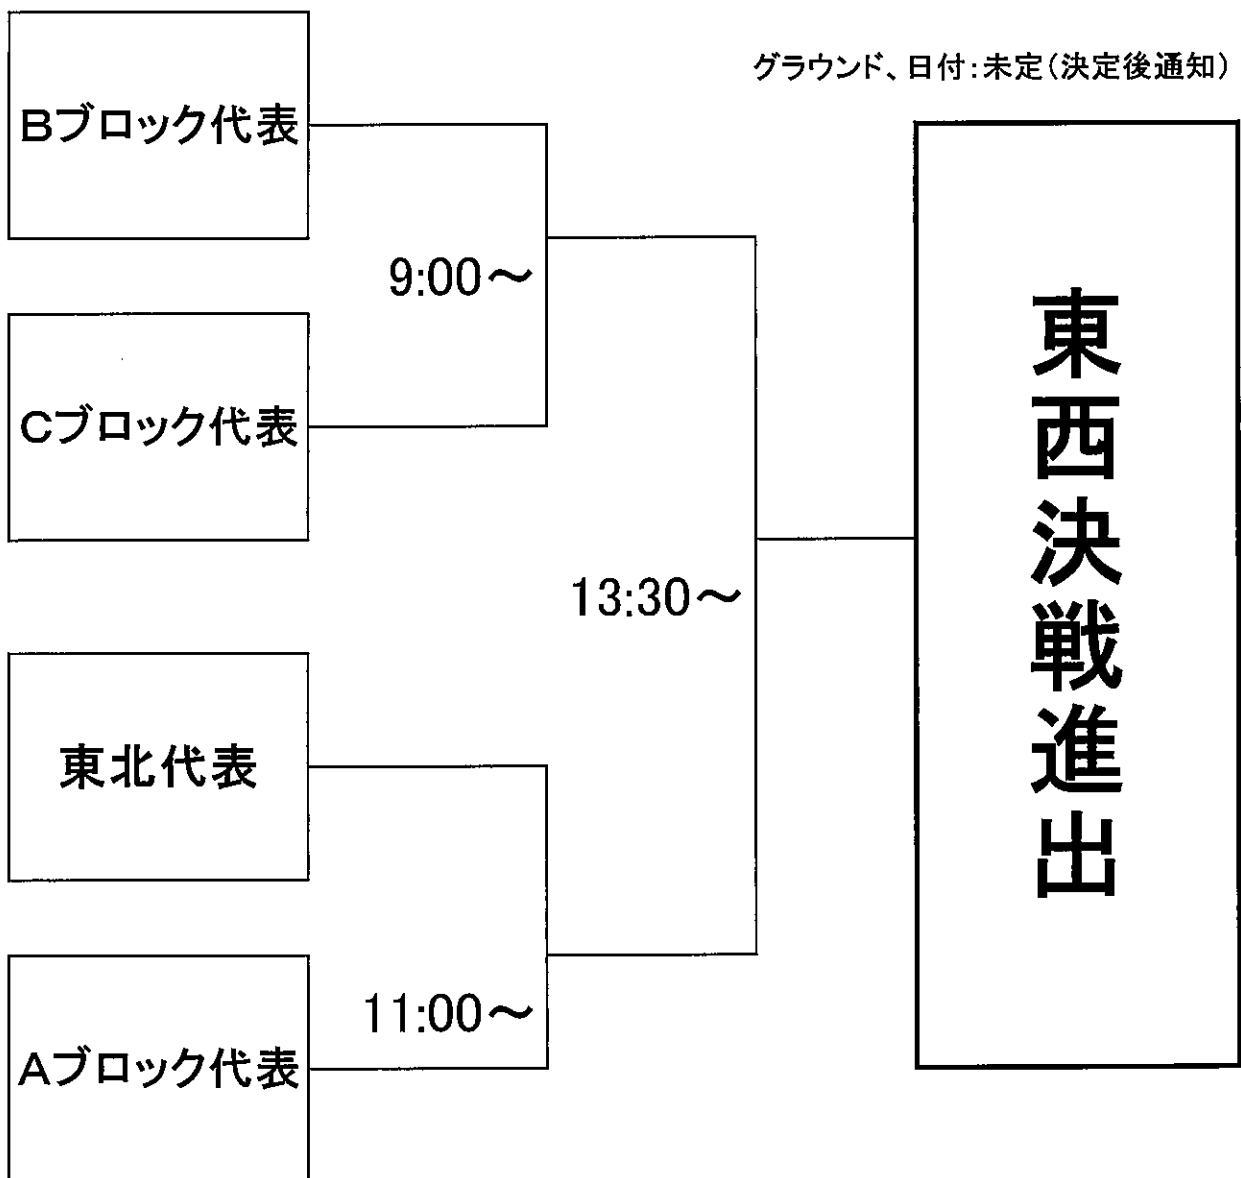 グラウンド、日付：未定（決定後通知）
Bブロック代表
9:00～
Cブロック代表
13:30～
東北代表
11:00～
Aブロック代表
東西決戦進出